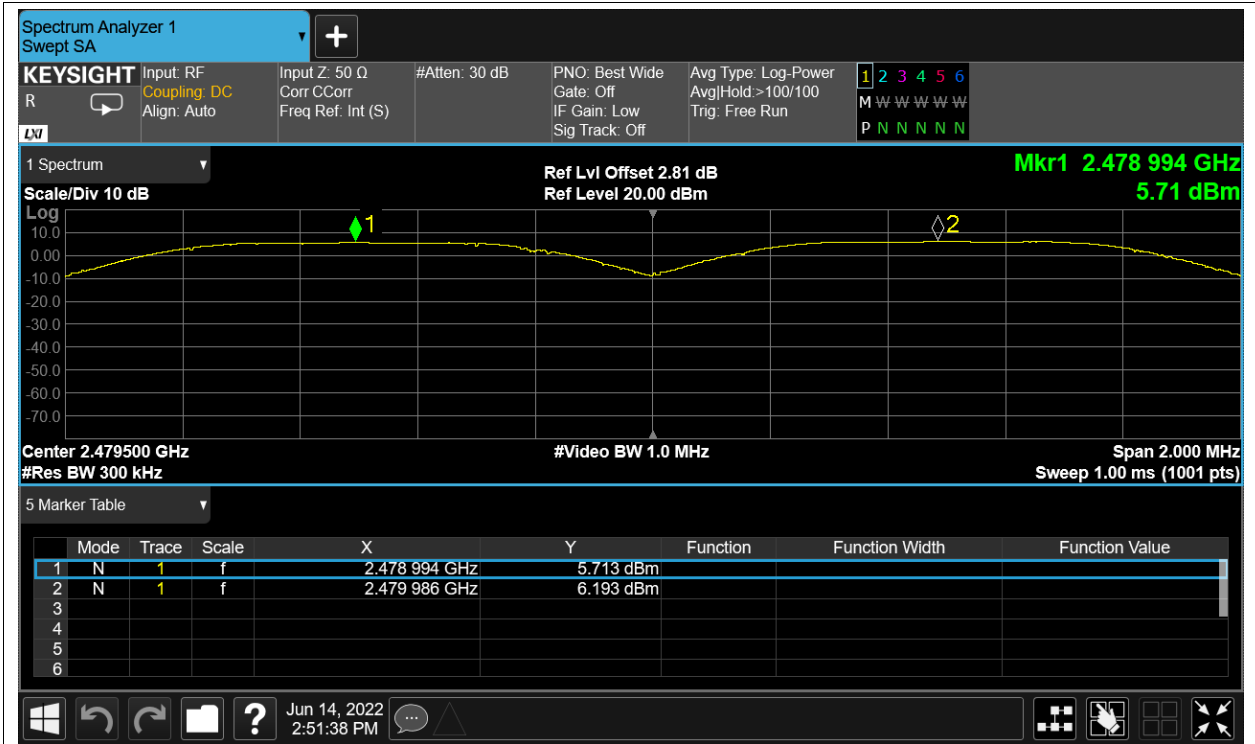 Spectrum Analyzer 1
Swept SA
KEYSIGHT
R
LXI
Input: RF
Coupling: DC
Align: Auto
Input Z: 50 Ω
Corr CCorr
Freq Ref: Int (S)
#Atten: 30 dB
PNO: Best Wide
Gate: Off
IF Gain: Low
Sig Track: Off
Avg Type: Log-Power
Avg|Hold:>100/100
Trig: Free Run
1 2 3 4 5 6
M W W W W W
P N N N N N
1 Spectrum
Scale/Div 10 dB
Ref Lvl Offset 2.81 dB
Ref Level 20.00 dBm
Mkr1 2.478 994 GHz
5.71 dBm
Log
10.0
0.00
-10.0
-20.0
-30.0
-40.0
-50.0
-60.0
-70.0
1
2
Center 2.479500 GHz
#Res BW 300 kHz
#Video BW 1.0 MHz
Span 2.000 MHz
Sweep 1.00 ms (1001 pts)
5 Marker Table
Mode Trace Scale X Y Function Function Width Function Value
1 N 1 f 2.478 994 GHz 5.713 dBm
2 N 1 f 2.479 986 GHz 6.193 dBm
3
4
5
6
?
Jun 14, 2022
2:51:38 PM